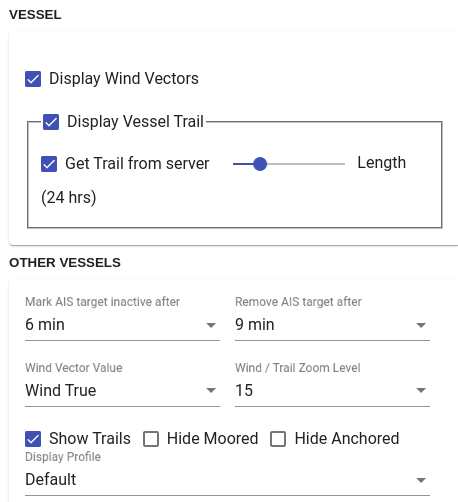 VESSEL
Display Wind Vectors
Display Vessel Trail
Get Trail from server Length
(24 hrs)
OTHER VESSELS
Mark AIS target inactive after Remove AIS target after
6 min 9 min
Wind Vector Value Wind / Trail Zoom Level
Wind True 15
Show Trails Hide Moored Hide Anchored
Display Profile
Default